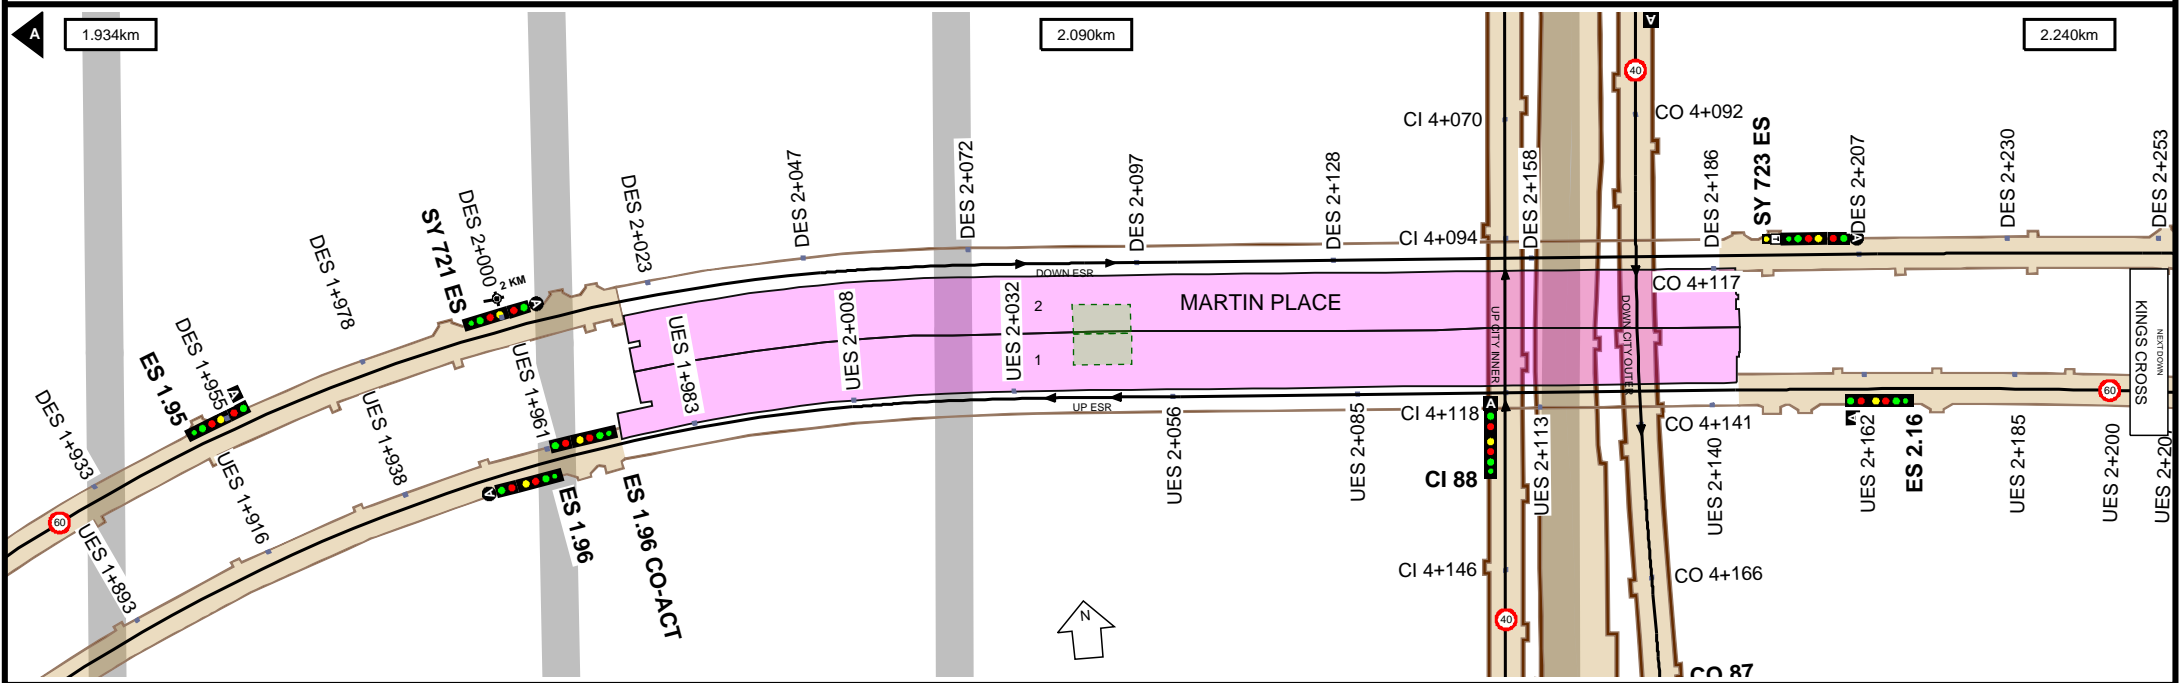 A
1.934km
2.090km
2.240km
A
40
CI 4+070
CO 4+092
SY 723 ES
DES 2+207
DES 2+230
DES 2+253
DES 2+186
DES 2+158
DES 2+128
DES 2+097
DES 2+072
DES 2+047
DES 2+023
DES 2+000
2 KM
SY 721 ES
A
DES 1+978
DES 1+955
A
ES 1.95
DES 1+933
60
CI 4+094
T
A
DOWN ESR
CO 4+117
2
MARTIN PLACE
1
UP CITY INNER
DOWN CITY OUTER
UES 1+893
UES 1+916
UES 1+938
UES 1+961
UES 1+983
UES 2+008
UES 2+032
UP ESR
UES 2+056
UES 2+085
CI 4+118
A
CI 88
UES 2+113
CO 4+141
UES 2+140
A
UES 2+162
ES 2.16
UES 2+185
60
UES 2+200
UES 2+20
KINGS CROSS
NEXT DOWN
A
ES 1.96
ES 1.96 CO-ACT
CI 4+146
CO 4+166
40
N
CO 87